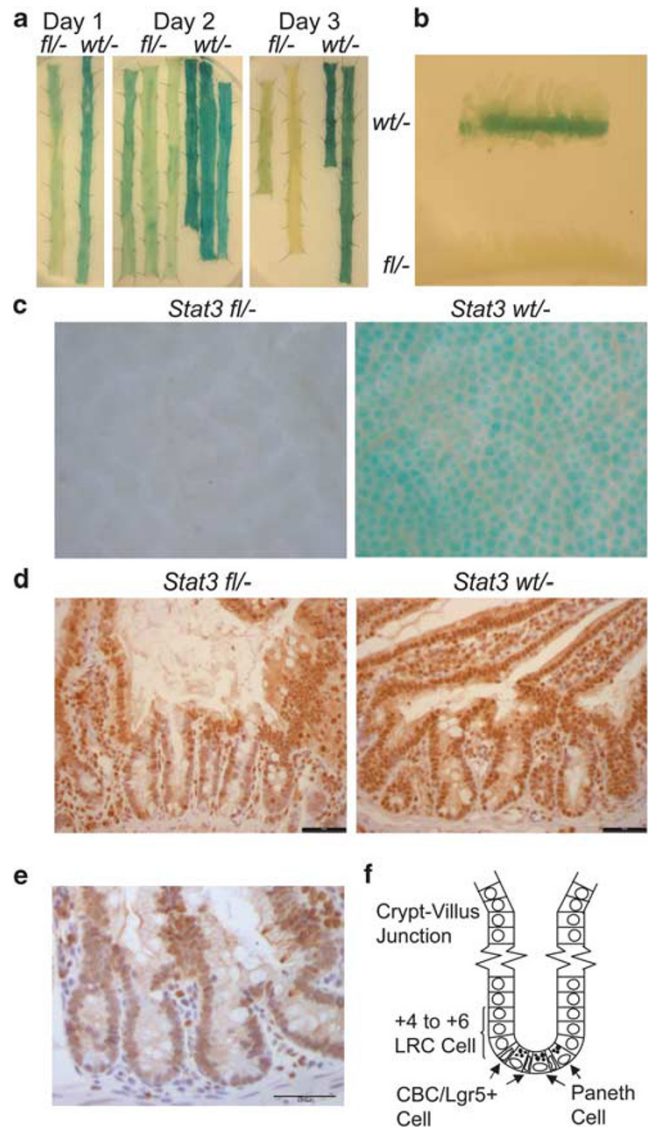 a
Day 1
Day 2
Day 3
fl/-
wt/-
fl/-
wt/-
fl/-
wt/-
b
wt/-
fl/-
c
Stat3 fl/-
Stat3 wt/-
d
Stat3 fl/-
Stat3 wt/-
e
f
Crypt-Villus
Junction
+4 to +6
LRC Cell
CBC/Lgr5+
Cell
Paneth
Cell